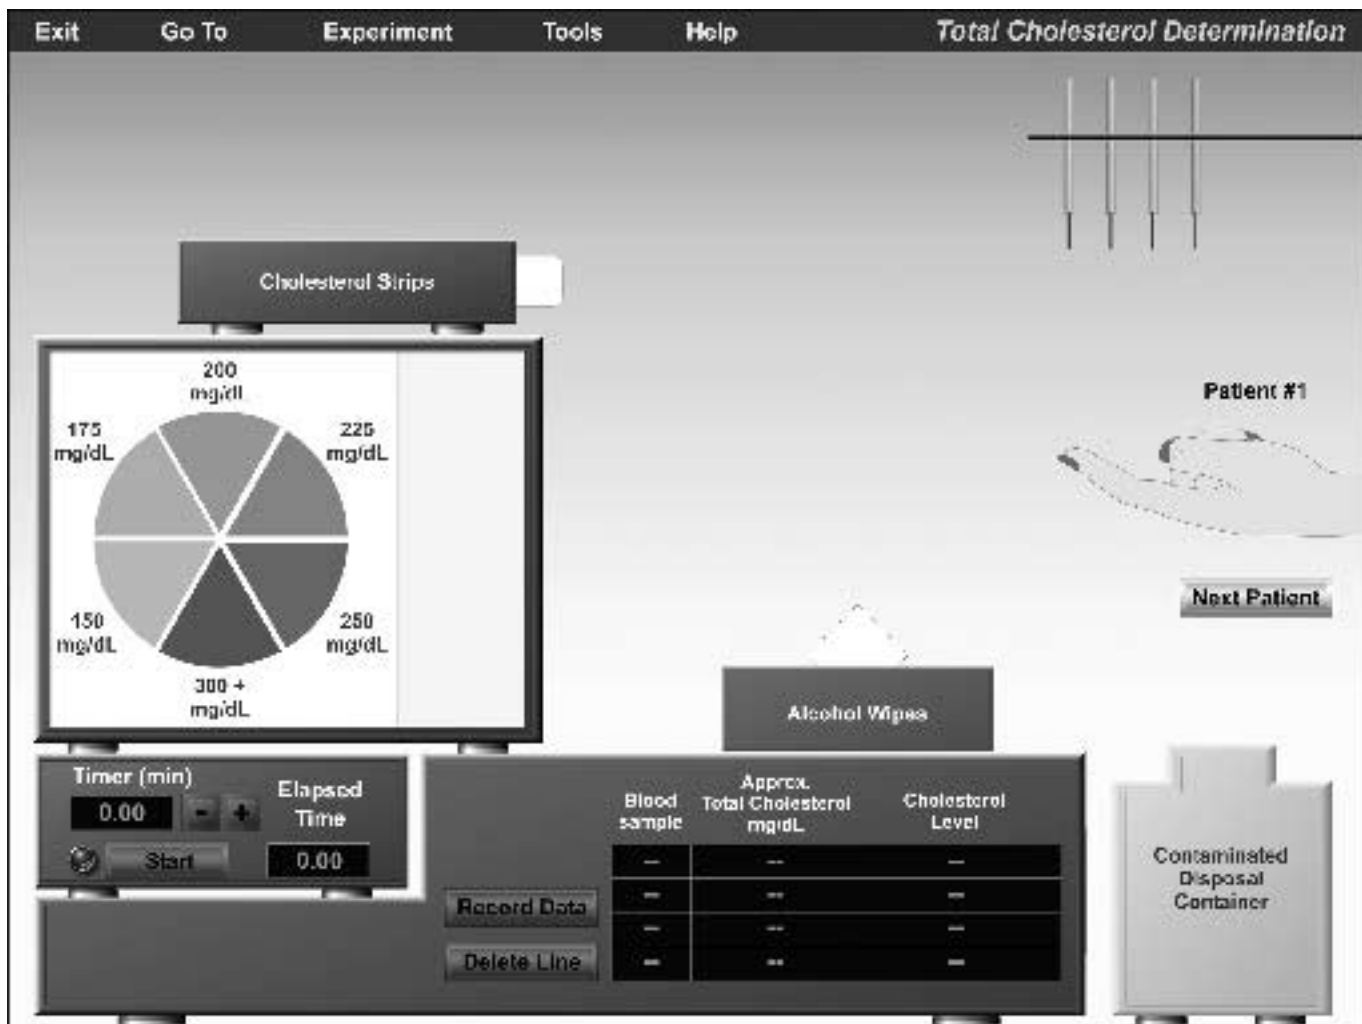 Exit Go To Experiment Tools Help Total Cholesterol Determination
Cholesterol Strips
200
mg/dL
175
mg/dL
225
mg/dL
150
mg/dL
250
mg/dL
300 +
mg/dL
Patient #1
Next Patient
Alcohol Wipes
Timer (min)
0.00 - +
Start
Elapsed
Time
0.00
Record Data
Delete Line
Blood
sample
Approx.
Total Cholesterol
mg/dL
Cholesterol
Level
-- -- --
-- -- --
-- -- --
-- -- --
Contaminated
Disposal
Container